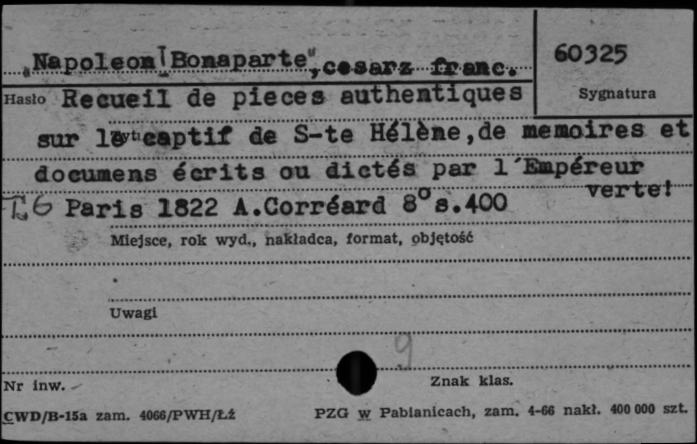 „Napoleon I Bonaparte", cesarz franc.
60325
Hasło Recueil de pieces authentiques
Sygnatura
sur le captif de S-te Hélène, de memoires et
documens écrits ou dictés par l´Empéreur
verte!
T.6 Paris 1822 A.Corréard 8° s.400
Miejsce, rok wyd., nakładca, format, objętość
Uwagi
9
Nr inw.
Znak klas.
CWD/B-15a zam. 4066/PWH/Łź
PZG w Pabianicach, zam. 4-66 nakł. 400 000 szt.